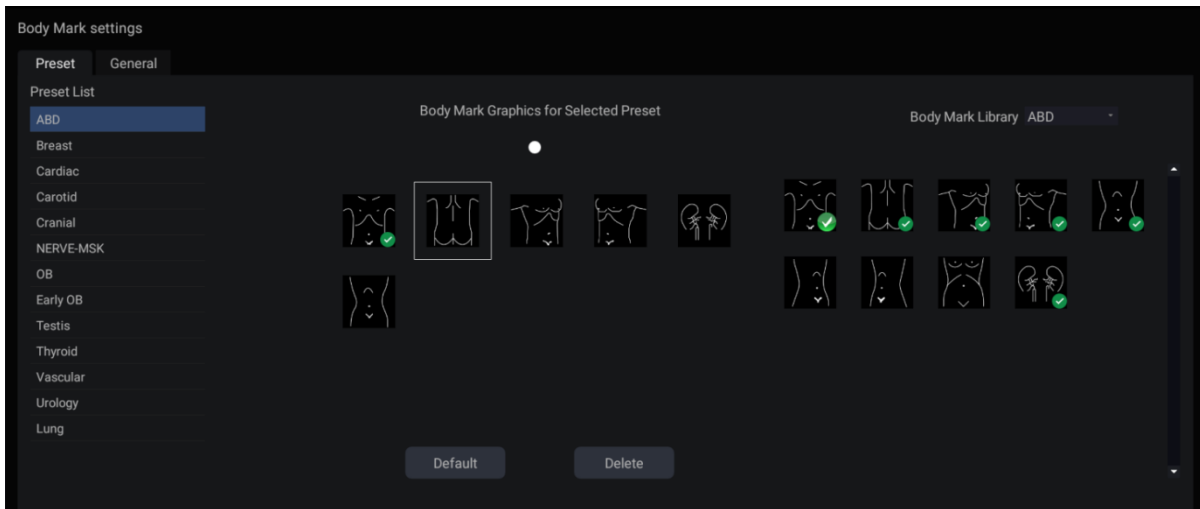 Body Mark settings
Preset General
Preset List
ABD
Breast
Cardiac
Carotid
Cranial
NERVE-MSK
OB
Early OB
Testis
Thyroid
Vascular
Urology
Lung
Body Mark Graphics for Selected Preset
Default Delete
Body Mark Library ABD